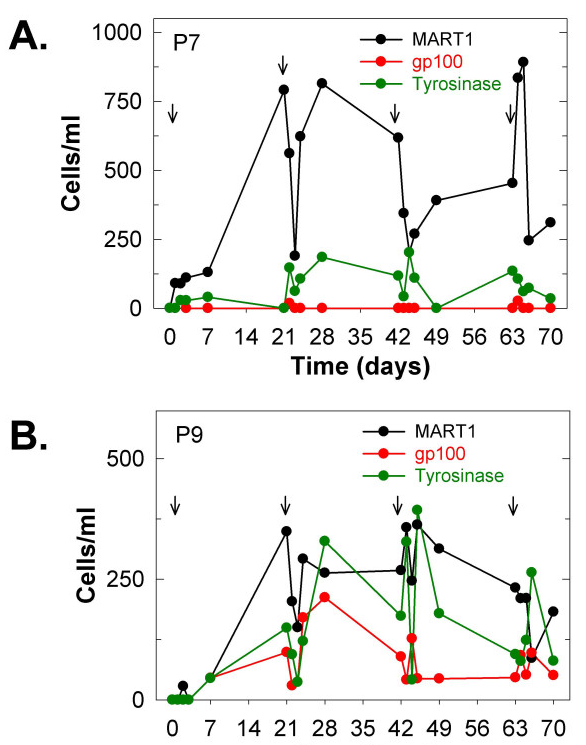 A.
P7
MART1
gp100
Tyrosinase
1000
750
500
250
0
Cells/ml
0 7 14 21 28 35 42 49 56 63 70
Time (days)
B.
P9
MART1
gp100
Tyrosinase
500
250
0
Cells/ml
0 7 14 21 28 35 42 49 56 63 70